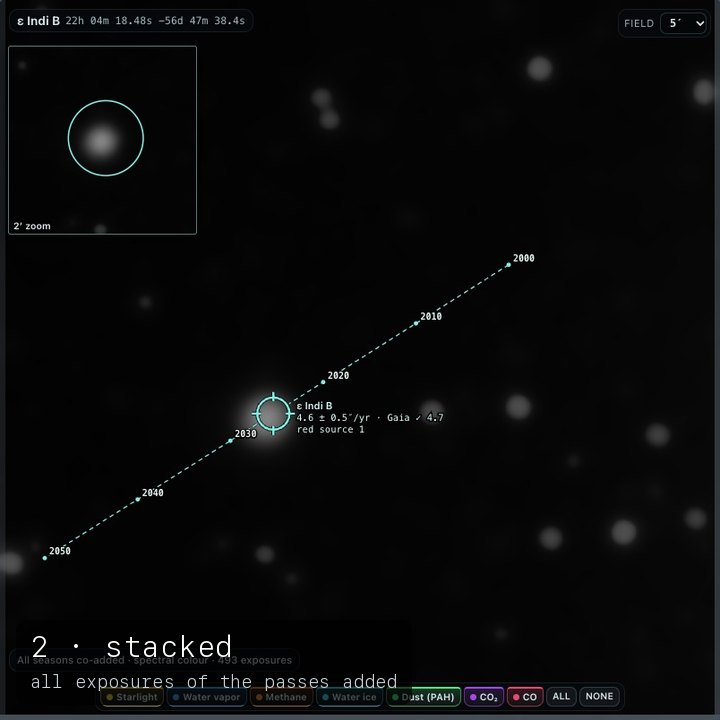 ε Indi B 22h 04m 18.48s −56d 47m 38.4s
FIELD 5′
2′ zoom
2000
2010
2020
ε Indi B
4.6 ± 0.5″/yr · Gaia ✓ 4.7
red source 1
2030
2040
2050
2 · stacked
All seasons co-added · spectral colour · 493 exposures
all exposures of the passes added
Starlight Water vapor Methane Water ice Dust (PAH) CO₂ CO ALL NONE